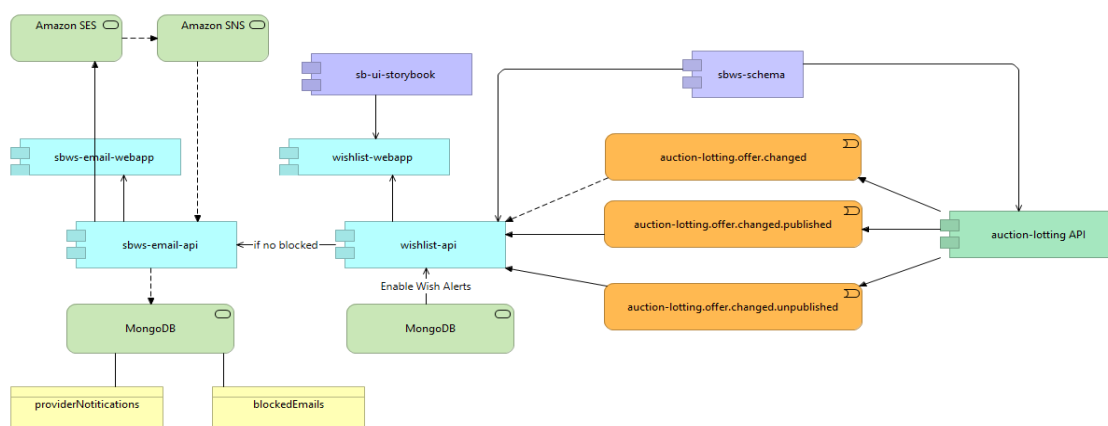 Amazon SES
Amazon SNS
sb-ui-storybook
sbws-schema
sbws-email-webapp
wishlist-webapp
auction-lotting.offer.changed
sbws-email-api
if no blocked
wishlist-api
auction-lotting.offer.changed.published
auction-lotting API
Enable Wish Alerts
auction-lotting.offer.changed.unpublished
MongoDB
MongoDB
providerNotitications
blockedEmails